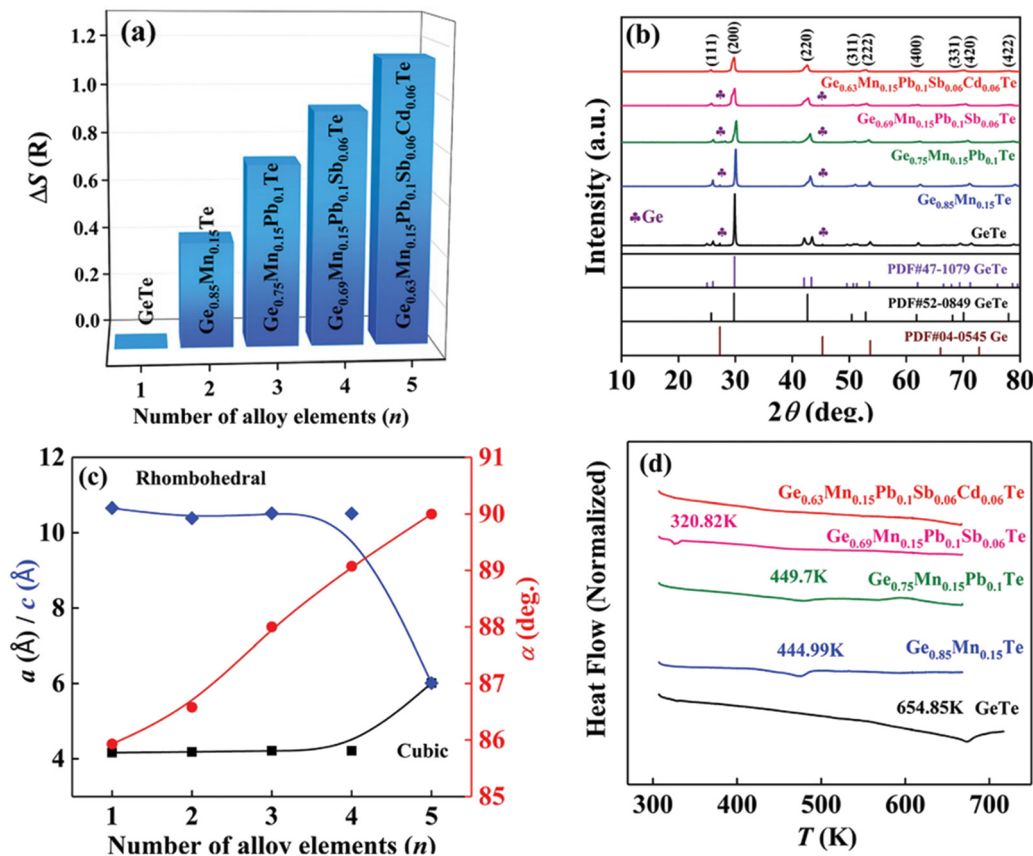 (a)
1.2
1.0
0.8
0.6
0.4
0.2
0.0
ΔS (R)
GeTe
Ge0.85Mn0.15Te
Ge0.75Mn0.15Pb0.1Te
Ge0.69Mn0.15Pb0.1Sb0.06Te
Ge0.63Mn0.15Pb0.1Sb0.06Cd0.06Te
1 2 3 4 5
Number of alloy elements (n)
(b)
(111) (200) (220) (311) (222) (400) (331) (420) (422)
Ge0.63Mn0.15Pb0.1Sb0.06Cd0.06Te
♣ ♣
Ge0.69Mn0.15Pb0.1Sb0.06Te
♣ ♣
Ge0.75Mn0.15Pb0.1Te
♣ ♣
Ge0.85Mn0.15Te
♣Ge
♣ ♣
GeTe
PDF#47-1079 GeTe
PDF#52-0849 GeTe
PDF#04-0545 Ge
Intensity (a.u.)
10 20 30 40 50 60 70 80
2θ (deg.)
(c)
Rhombohedral
Cubic
12
10
8
6
4
a (Å) / c (Å)
91
90
89
88
87
86
85
α (deg.)
1 2 3 4 5
Number of alloy elements (n)
(d)
Ge0.63Mn0.15Pb0.1Sb0.06Cd0.06Te
320.82K
Ge0.69Mn0.15Pb0.1Sb0.06Te
449.7K
Ge0.75Mn0.15Pb0.1Te
444.99K
Ge0.85Mn0.15Te
654.85K GeTe
Heat Flow (Normalized)
300 400 500 600 700
T (K)